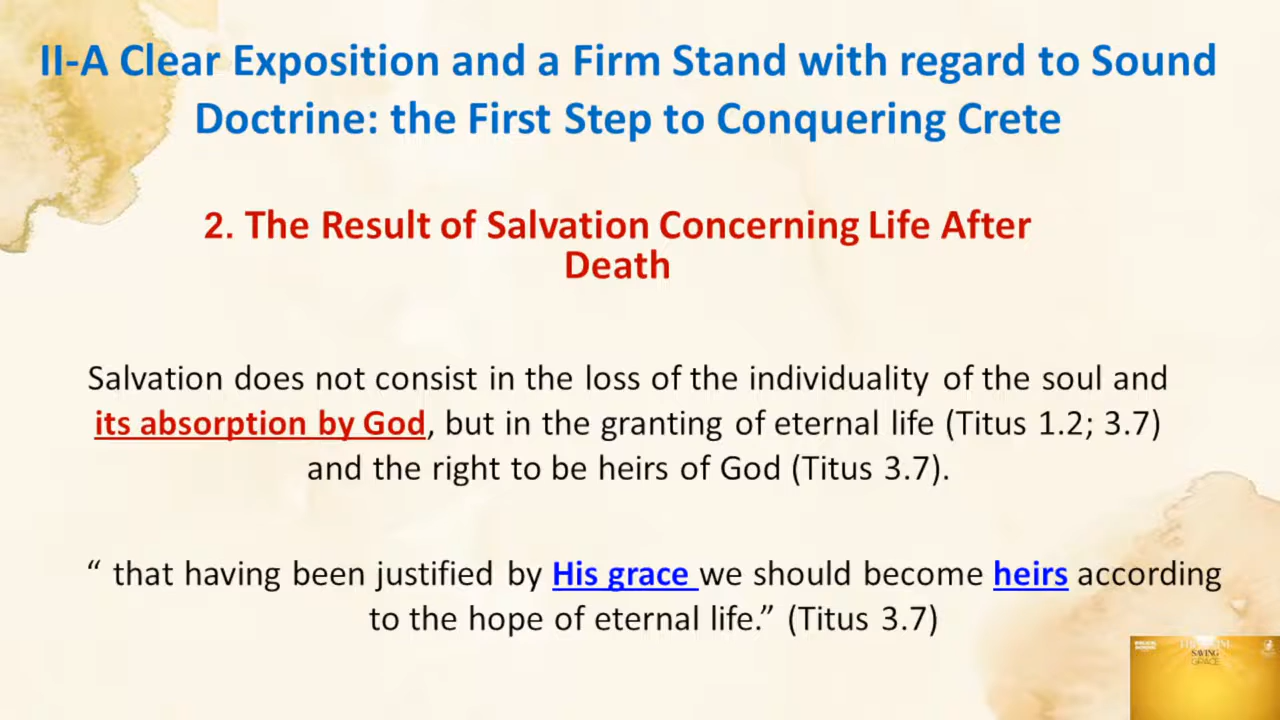 II-A Clear Exposition and a Firm Stand with regard to Sound
Doctrine: the First Step to Conquering Crete
2. The Result of Salvation Concerning Life After
Death
Salvation does not consist in the loss of the individuality of the soul and
its absorption by God, but in the granting of eternal life (Titus 1.2; 3.7)
and the right to be heirs of God (Titus 3.7).
“ that having been justified by His grace we should become heirs according
to the hope of eternal life.” (Titus 3.7)
SAVING
GRACE